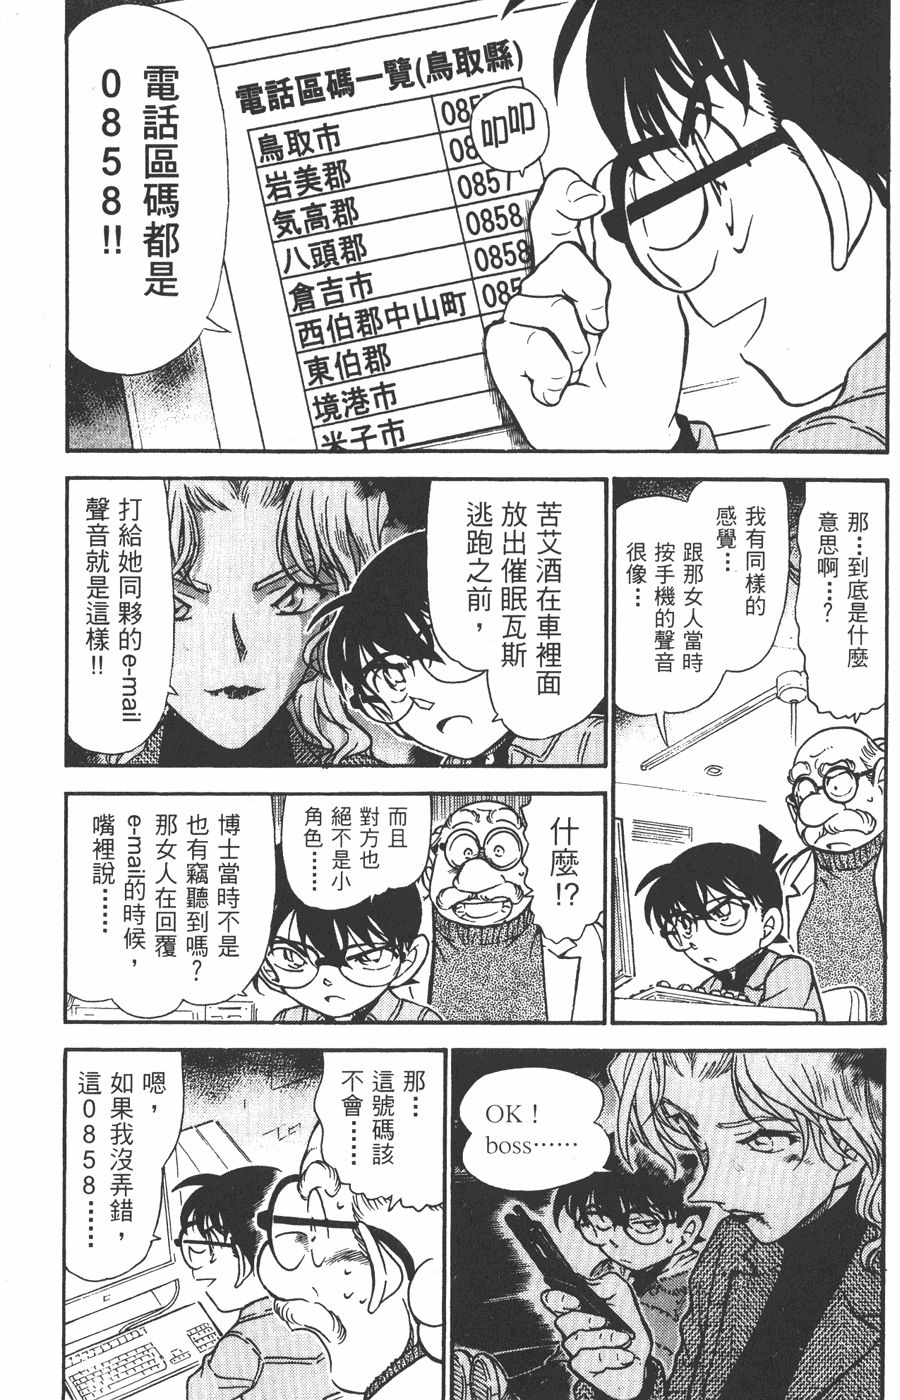 電話區碼一覽(鳥取縣)
鳥取市
岩美郡
気高郡 0857
八頭郡 0858
倉吉市 0858
西伯郡中山町
東伯郡
境港市
米子市
叩叩
電話區碼都是
0858!!
那…到底是什麼
意思啊…?
我有同樣的
感覺…
跟那女人當時
按手機的聲音
很像…
苦艾酒在車裡面
放出催眠瓦斯
逃跑之前,
打給她同夥的e-mail
聲音就是這樣!!
什麼!?
而且
對方也
絕不是小
角色……
博士當時不是
也有竊聽到嗎?
那女人在回覆
e-mail的時候,
嘴裡說……
OK!
boss……
那…
這號碼該
不會……
嗯,
如果我沒弄錯,
這0858……